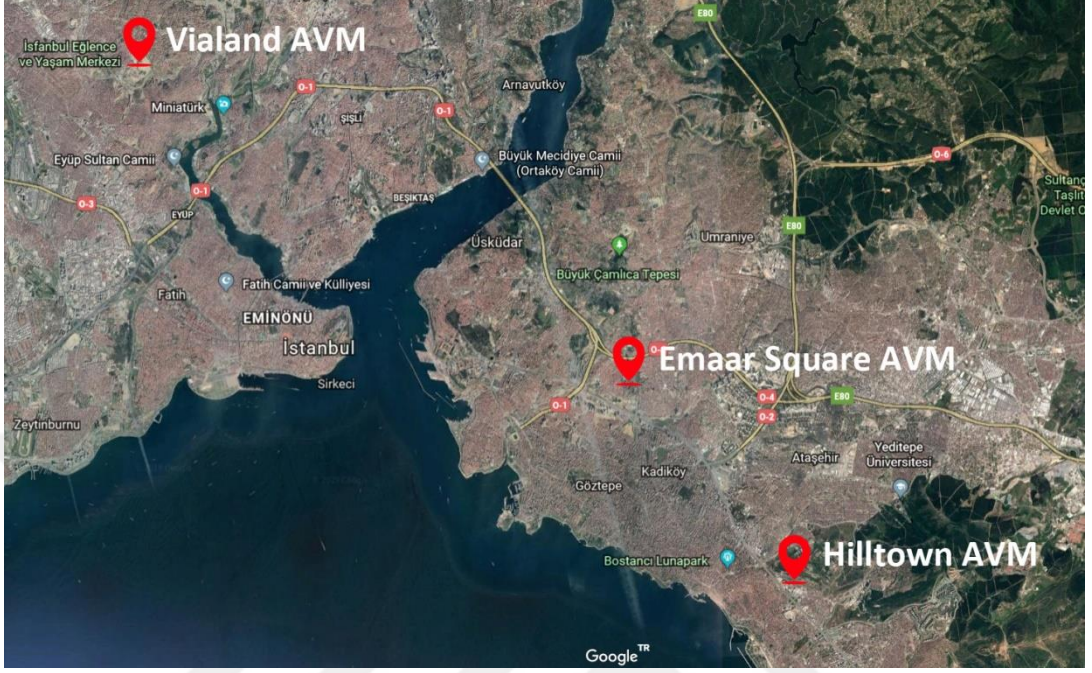 E80
İsfanbul Eğlence
ve Yaşam Merkezi
Vialand AVM
Arnavutköy
O-1
O-1
Miniatürk
ŞİŞLİ
Eyüp Sultan Camii
Büyük Mecidiye Camii
(Ortaköy Camii)
O-6
O-1
O-3
BEŞİKTAŞ
EYÜP
Taşlıt
Devlet
E80
Üsküdar
Umraniye
Büyük Çamlıca Tepesi
Fatih Camii ve Külliyesi
Fatih
EMİNÖNÜ
İstanbul
Emaar Square AVM
Sirkeci
O-1
O-4
E80
O-2
Zeytinburnu
Yeditepe
Üniversitesi
Ataşehir
Kadıköy
Göztepe
Bostancı Lunapark
Hilltown AVM
Google TR